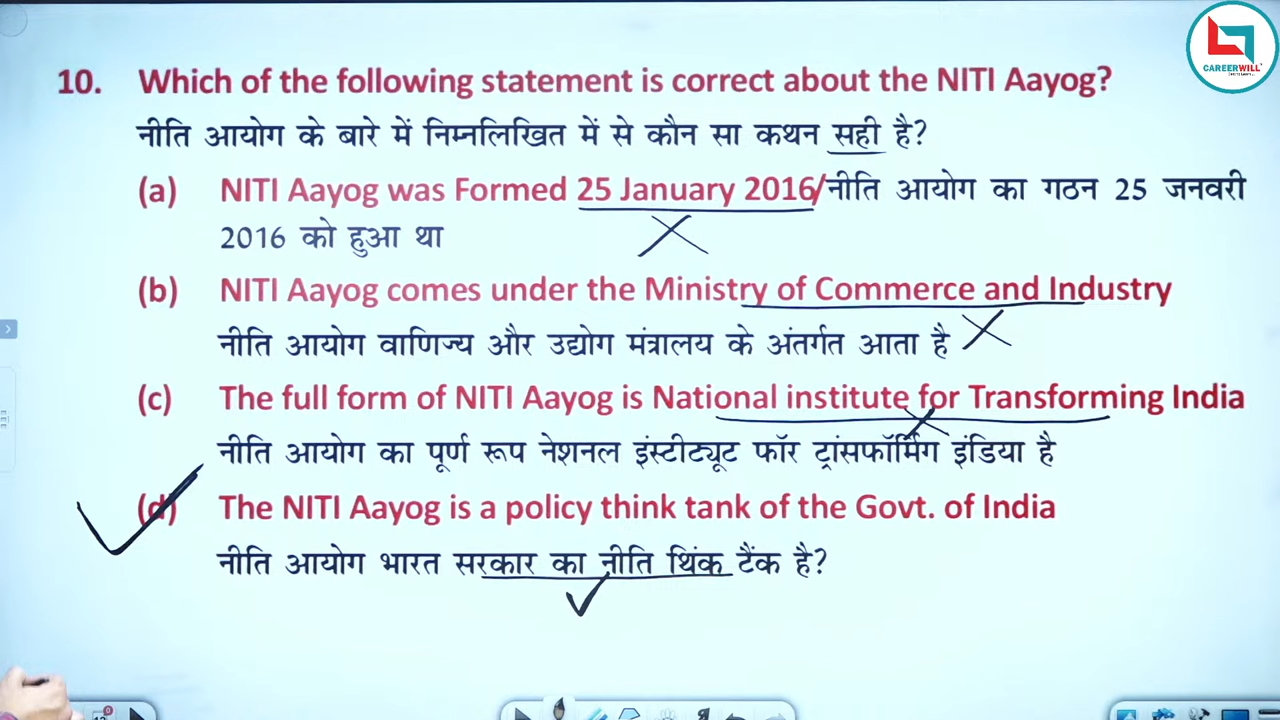 CAREERWILL
10. Which of the following statement is correct about the NITI Aayog?
नीति आयोग के बारे में निम्नलिखित में से कौन सा कथन सही है?
(a) NITI Aayog was Formed 25 January 2016/नीति आयोग का गठन 25 जनवरी
2016 को हुआ था
(b) NITI Aayog comes under the Ministry of Commerce and Industry
नीति आयोग वाणिज्य और उद्योग मंत्रालय के अंतर्गत आता है
(c) The full form of NITI Aayog is National institute for Transforming India
नीति आयोग का पूर्ण रूप नेशनल इंस्टीट्यूट फॉर ट्रांसफॉर्मिंग इंडिया है
(d) The NITI Aayog is a policy think tank of the Govt. of India
नीति आयोग भारत सरकार का नीति थिंक टैंक है?